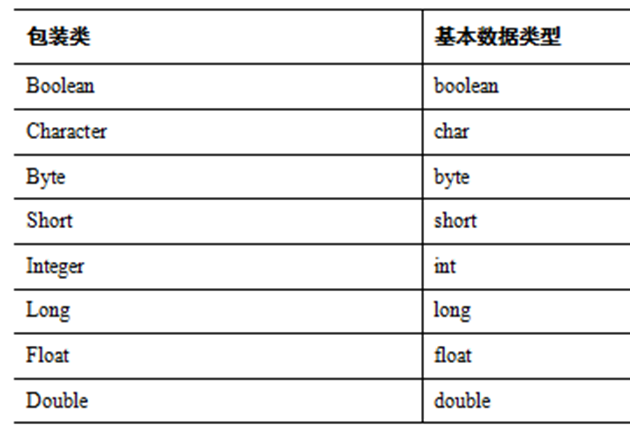 包装类 基本数据类型
Boolean boolean
Character char
Byte byte
Short short
Integer int
Long long
Float float
Double double